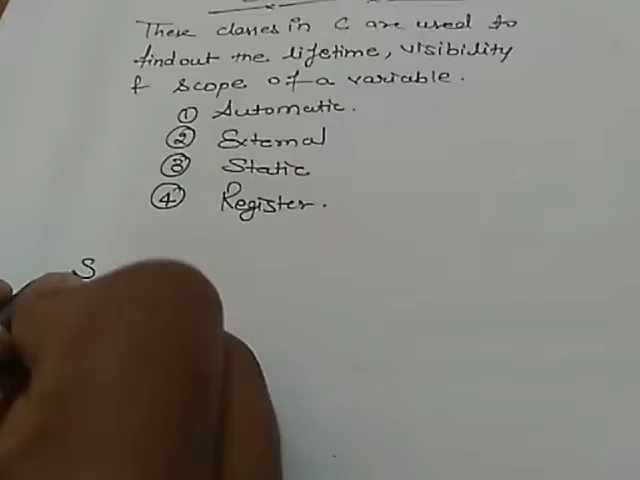 These classes in C are used to
find out the lifetime, visibility
& scope of a variable.
① Automatic.
② External
③ Static
④ Register.
S